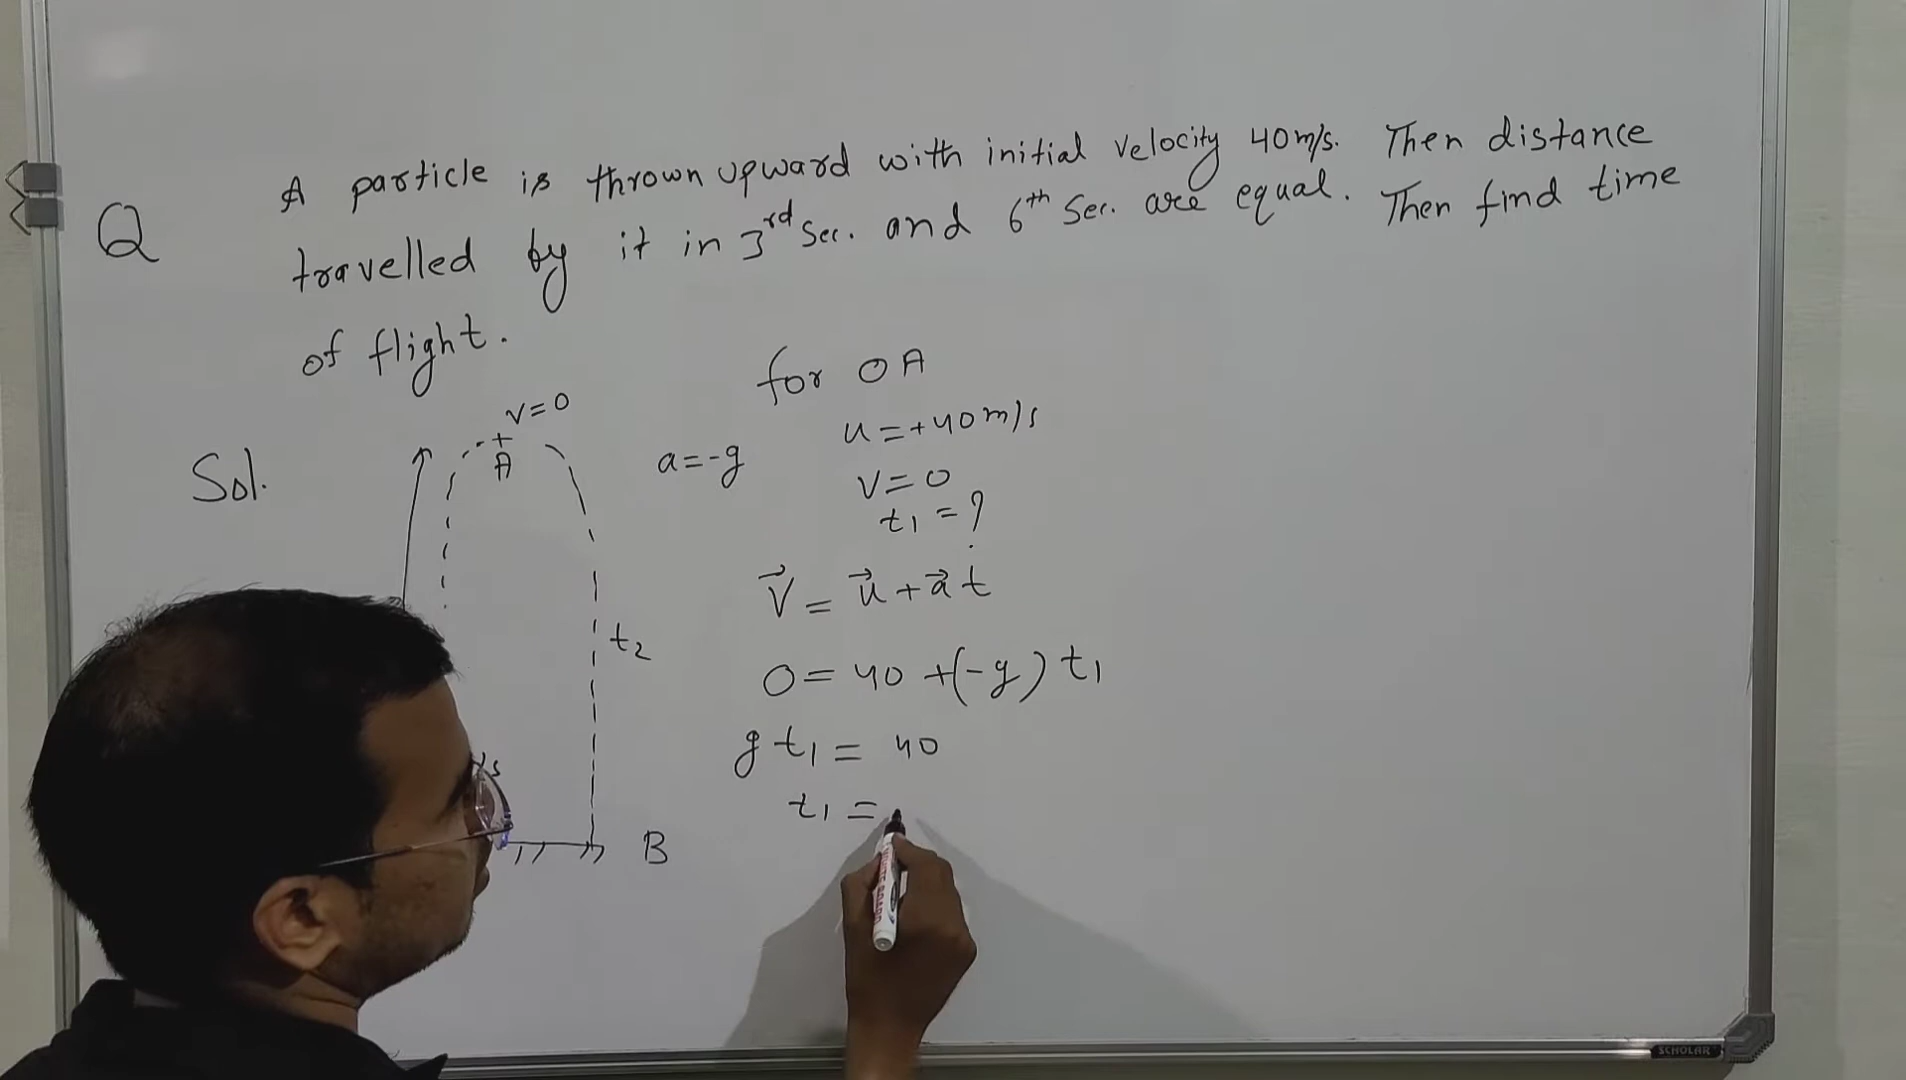 Q
A particle is thrown upward with initial velocity 40m/s. Then distance
travelled by it in 3rd Sec. and 6th Sec. are equal. Then find time
of flight.
Sol.
v=0
A
t2
B
a=-g
for OA
u=+40m/s
v=0
t1 = ?
V = u + a t
0= 40 +(-g) t1
g t1 = 40
t1 =
SCHOLAR